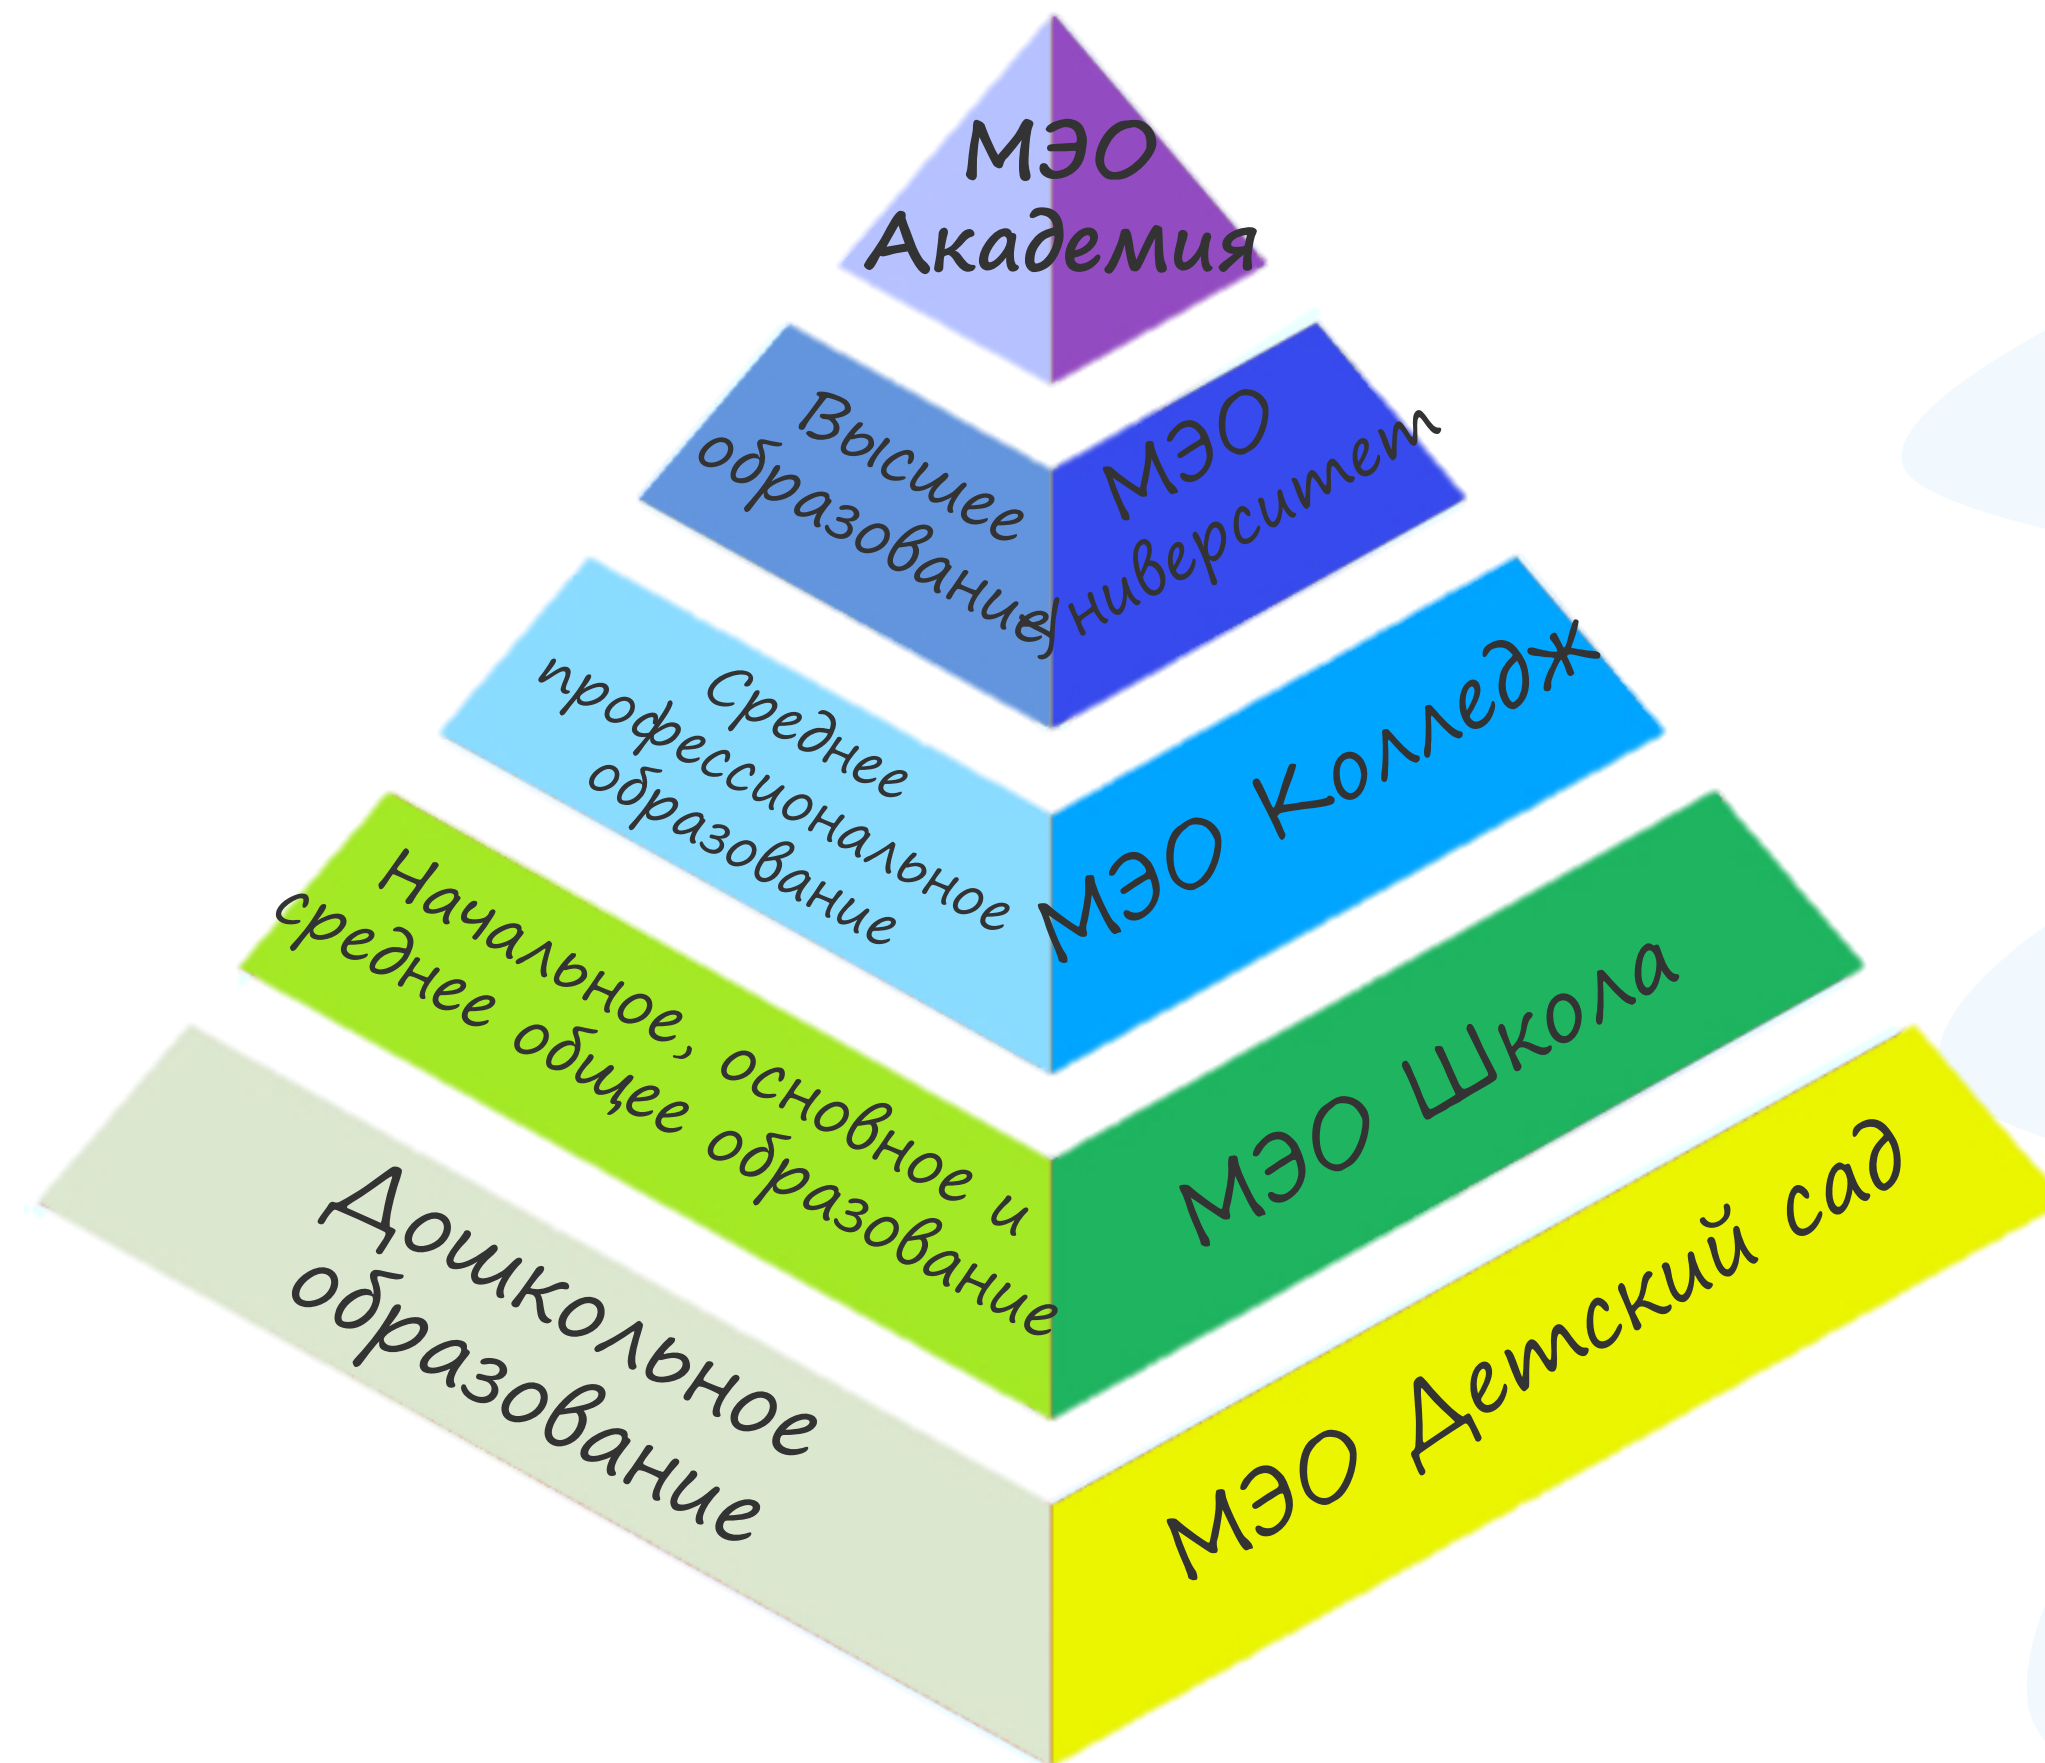 МЭО
Академия
Высшее
образование
МЭО
Университет
Среднее
профессиональное
образование
МЭО Колледж
Начальное, основное и
среднее общее образование
МЭО Школа
Дошкольное
образование
МЭО Детский сад